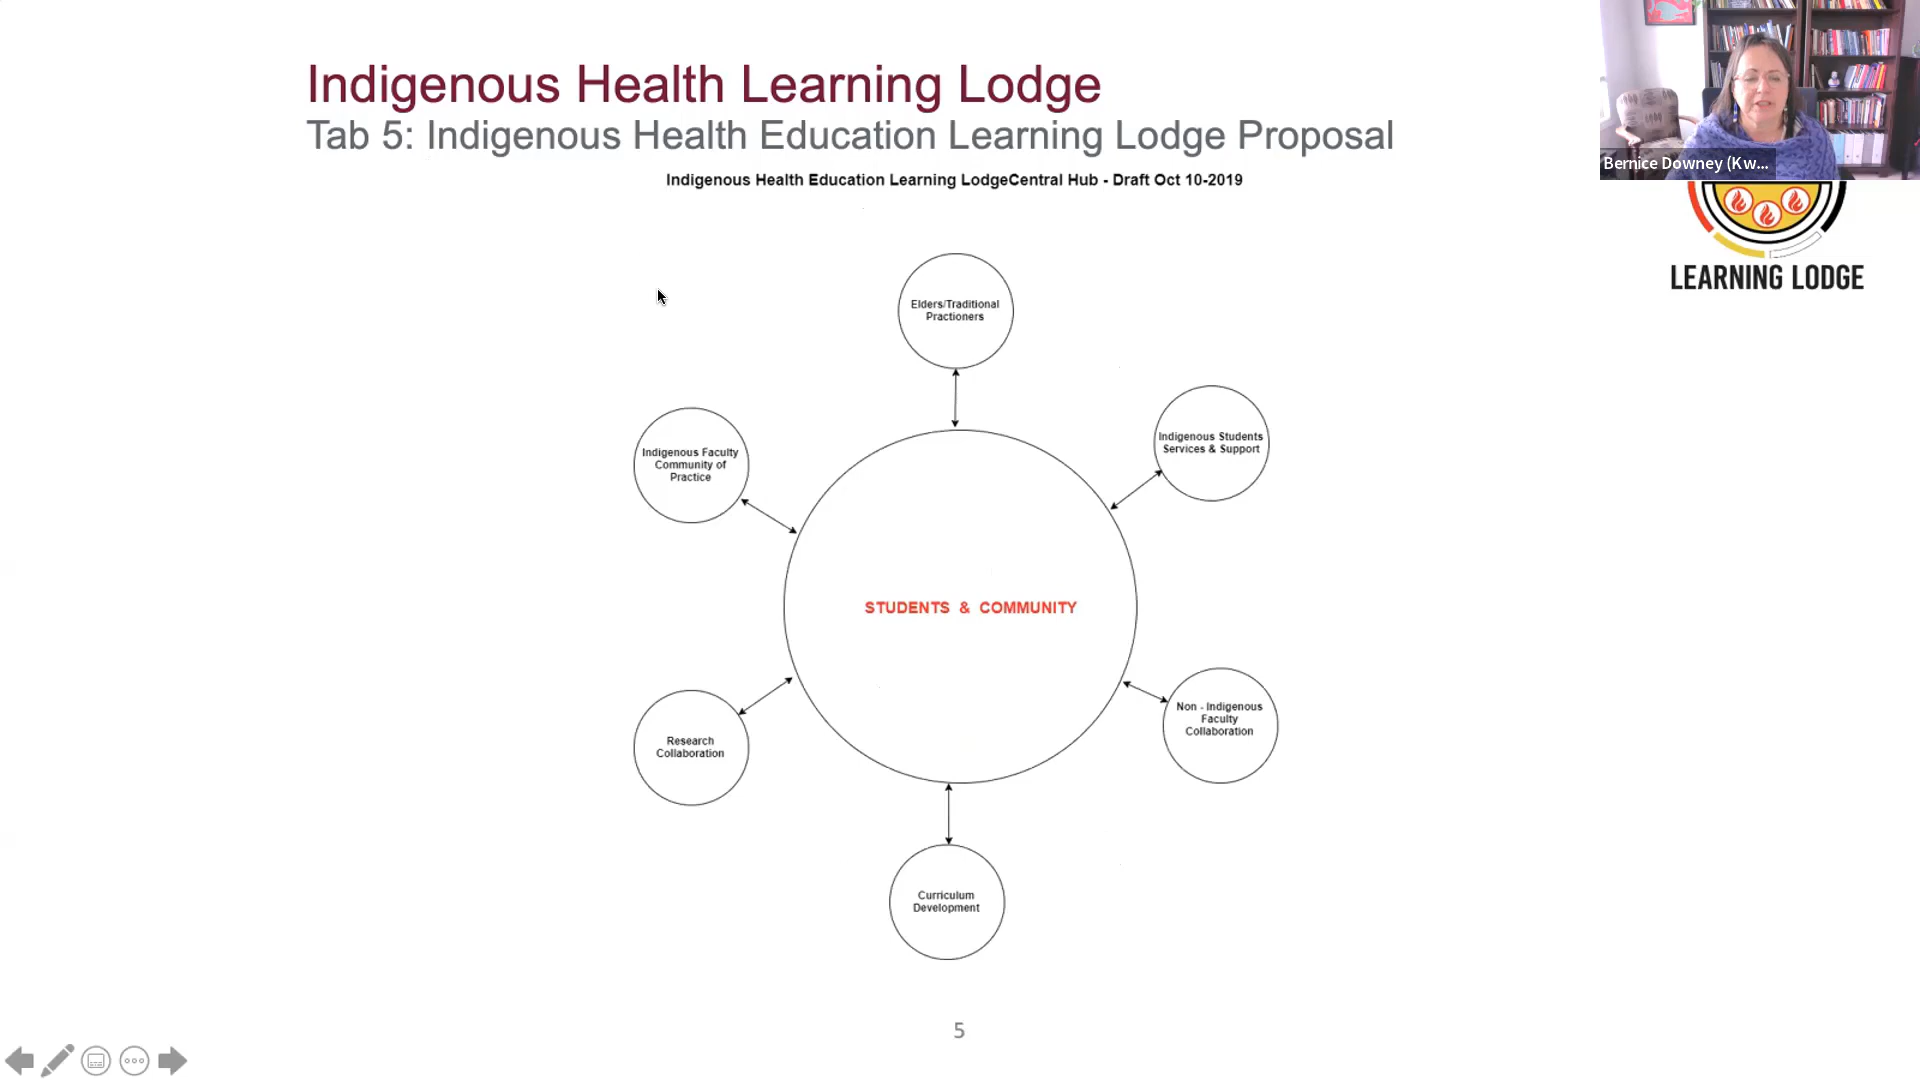 Indigenous Health Learning Lodge
Tab 5: Indigenous Health Education Learning Lodge Proposal
Indigenous Health Education Learning LodgeCentral Hub - Draft Oct 10-2019
Bernice Downey (Kw...
LEARNING LODGE
Elders/Traditional
Practioners
Indigenous Students
Services & Support
Indigenous Faculty
Community of
Practice
STUDENTS & COMMUNITY
Non - Indigenous
Faculty
Collaboration
Research
Collaboration
Curriculum
Development
5